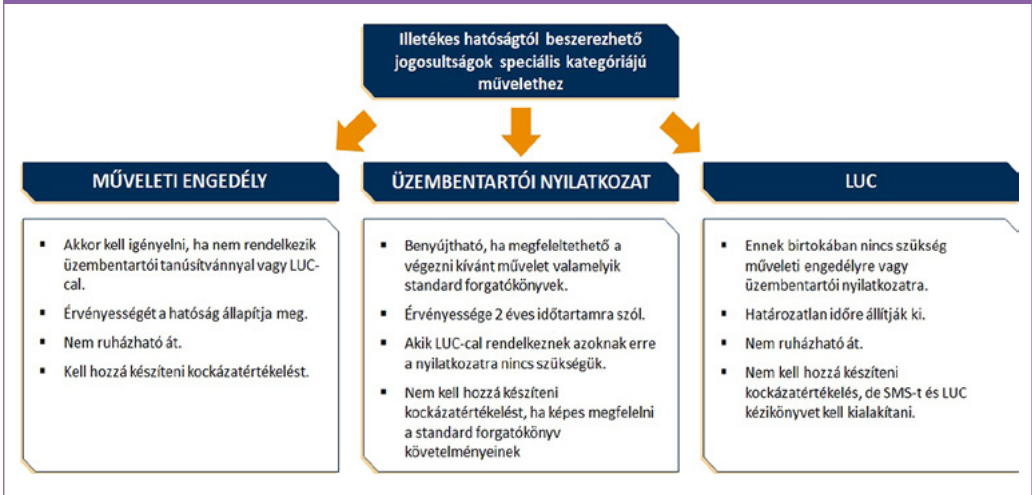 Illetékes hatóságtól beszerezhető
jogosultságok speciális kategóriájú
művelethez
MŰVELETI ENGEDÉLY
▪ Akkor kell igényelni, ha nem rendelkezik
üzembentartói tanúsítvánnyal vagy LUC-
cal.
▪ Érvényességét a hatóság állapítja meg.
▪ Nem ruházható át.
▪ Kell hozzá készíteni kockázatértékelést.
ÜZEMBENTARTÓI NYILATKOZAT
▪ Benyújtható, ha megfeleltethető a
végezni kívánt művelet valamelyik
standard forgatókönyvek.
▪ Érvényessége 2 éves időtartamra szól.
▪ Akik LUC-cal rendelkeznek azoknak erre
a nyilatkozatra nincs szükségük.
▪ Nem kell hozzá készíteni
kockázatértékelést, ha képes megfelelni
a standard forgatókönyv
követelményeinek
LUC
▪ Ennek birtokában nincs szükség
műveleti engedélyre vagy
üzembentartói nyilatkozatra.
▪ Határozatlan időre állítják ki.
▪ Nem ruházható át.
▪ Nem kell hozzá készíteni
kockázatértékelés, de SMS-t és LUC
kézikönyvet kell kialakítani.